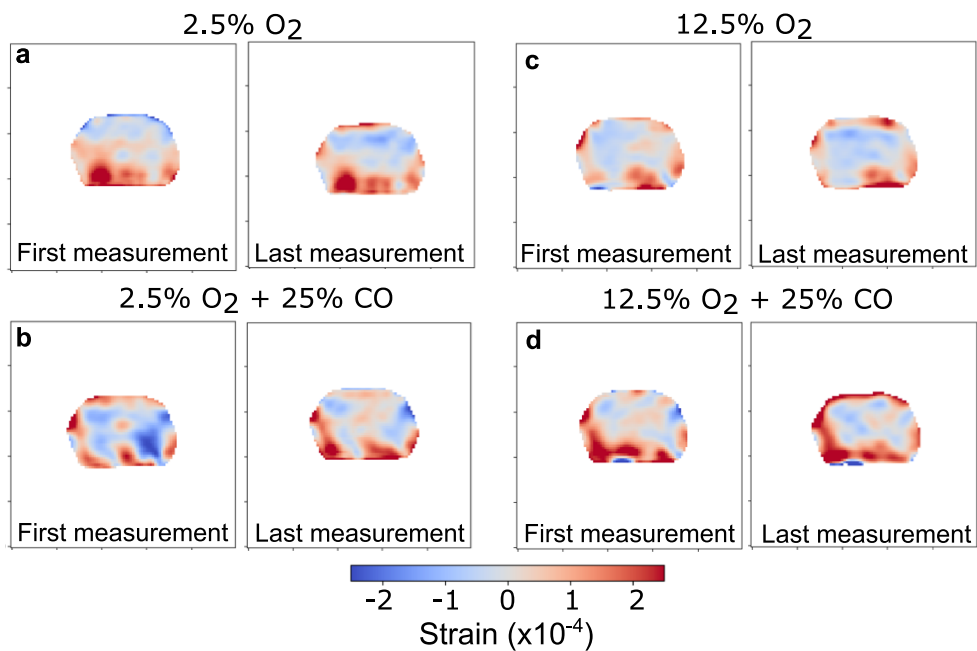 2.5% O₂
12.5% O₂
a
c
First measurement
Last measurement
First measurement
Last measurement
2.5% O₂ + 25% CO
12.5% O₂ + 25% CO
b
d
First measurement
Last measurement
First measurement
Last measurement
-2 -1 0 1 2
Strain (x10⁻⁴)